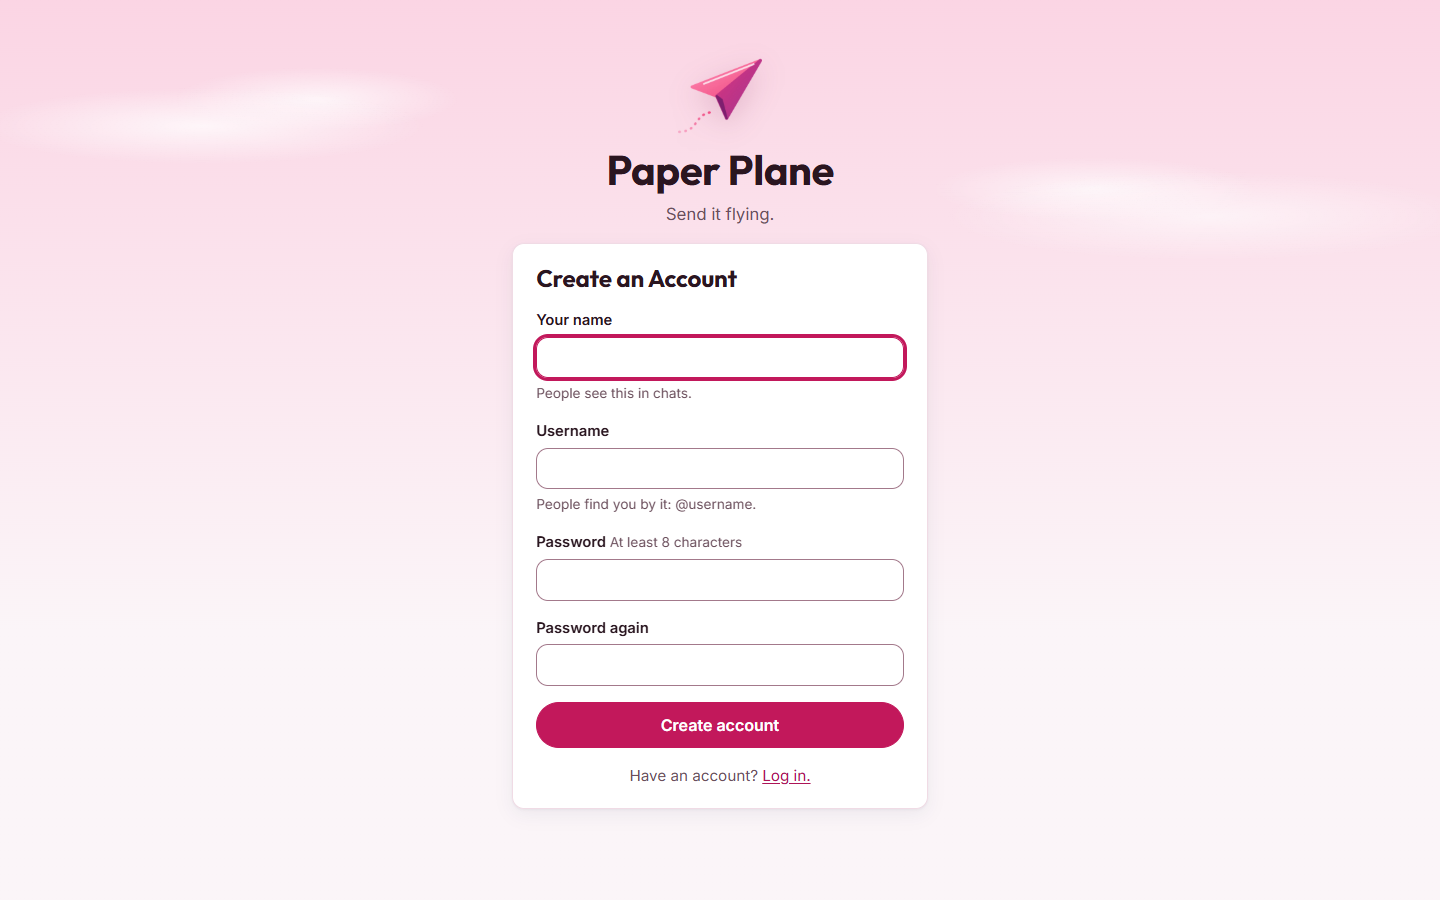 Paper Plane
Send it flying.
Create an Account
Your name
People see this in chats.
Username
People find you by it: @username.
Password At least 8 characters
Password again
Create account
Have an account? Log in.